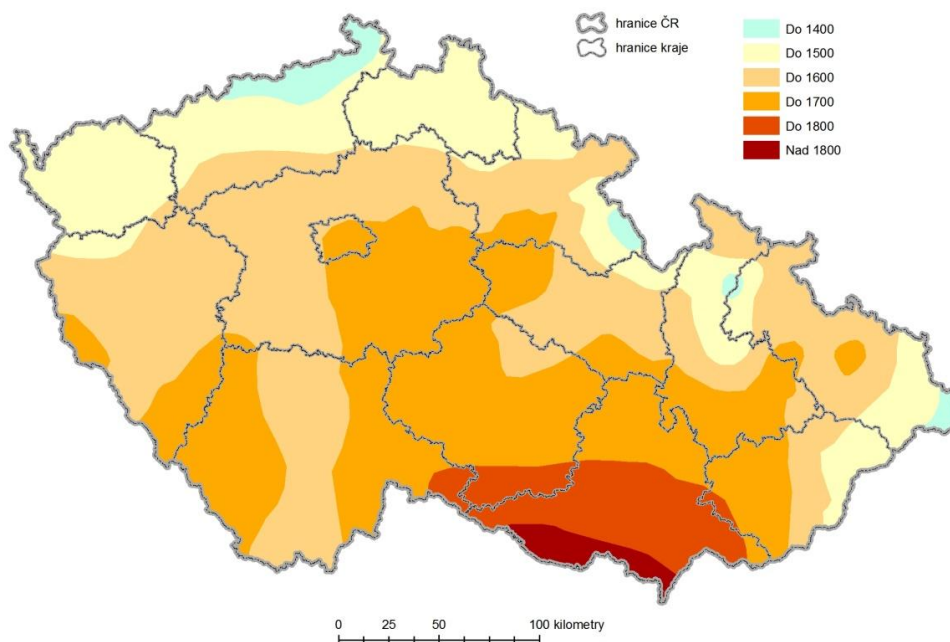 hranice ČR
hranice kraje
Do 1400
Do 1500
Do 1600
Do 1700
Do 1800
Nad 1800
0 25 50 100 kilometry